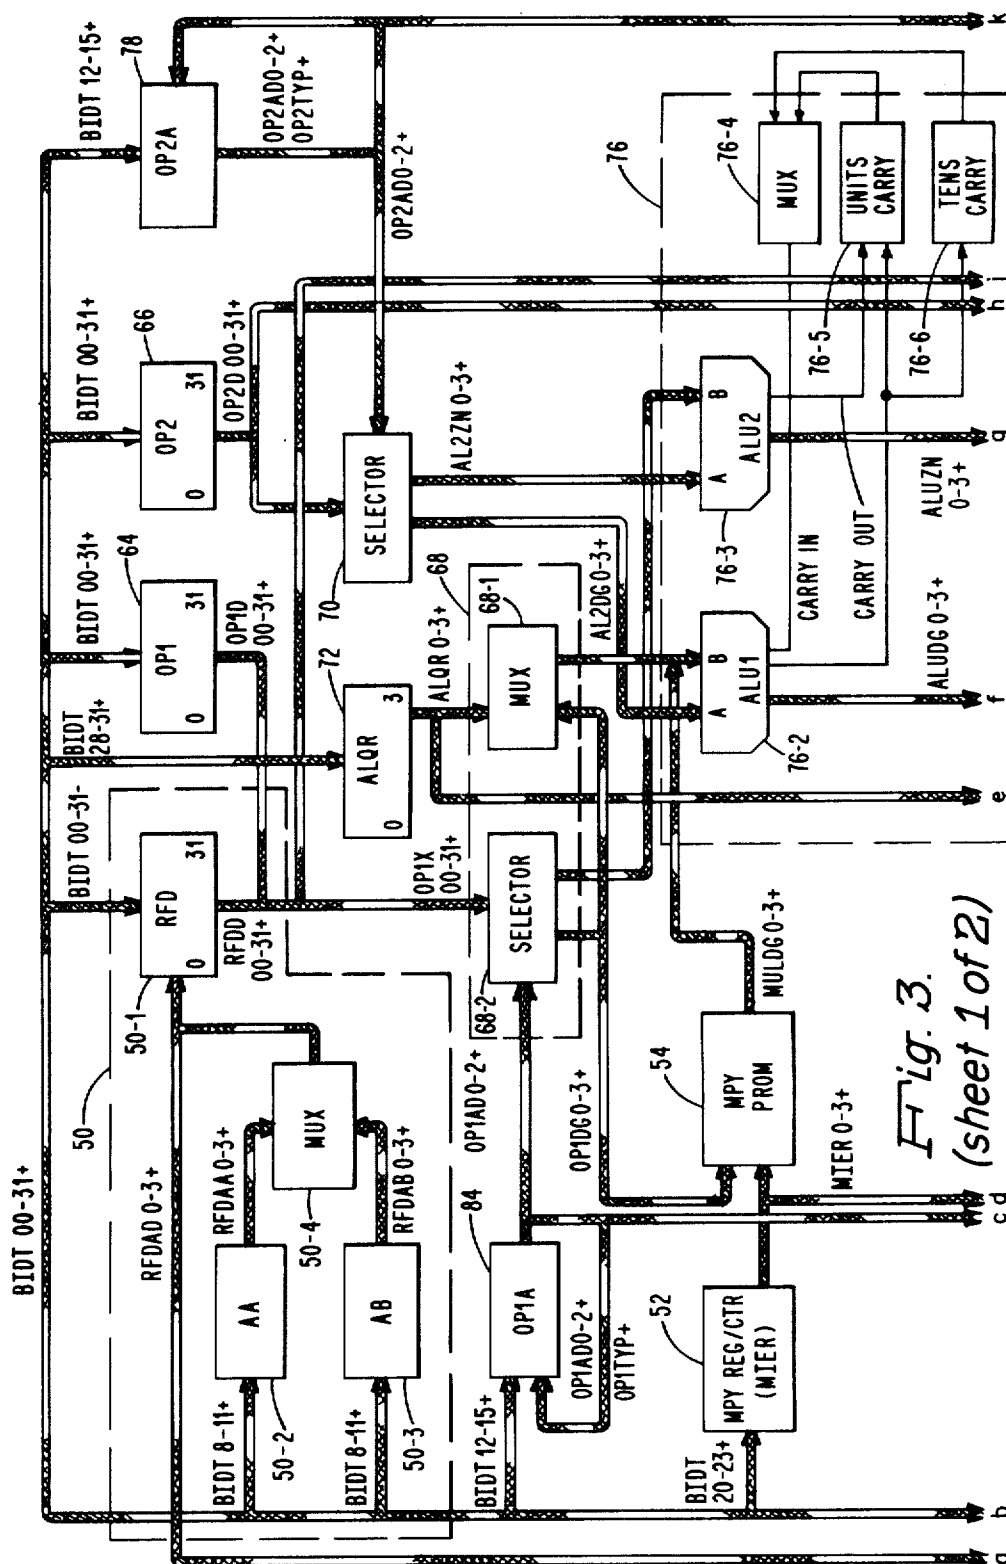 BIDT 00-31+
RFDAD 0-3+
50
50-1
BIDT 00-31-
BIDT
28-31+
BIDT 00-31+
64
BIDT 00-31+
66
BIDT 12-15+
78
RFD
0 31
OP1
0 31
OP2
0 31
OP2A
BIDT 8-11+
AA
50-2
RFDAA 0-3+
MUX
50-4
BIDT 8-11+
AB
50-3
RFDAB 0-3+
RFDD
00-31+
OP1D
00-31+
OP2D 00-31+
OP2AD0-2+
OP2TYP+
OP2AD0-2+
72
ALQR
0 3
70
SELECTOR
BIDT 12-15+
OP1A
84
OP1AD0-2+
OP1AD0-2+
OP1TYP+
OP1X
00-31+
68-2
SELECTOR
ALQR 0-3+
68
68-1
MUX
AL2ZN 0-3+
AL2DG 0-3+
OP1DG0-3+
BIDT
20-23+
52
MPY REG/CTR
(MIER)
54
MPY
PROM
MULDG 0-3+
MIER 0-3+
76
A B
ALU1
76-2
A B
ALU2
76-3
MUX
76-4
UNITS
CARRY
76-5
TENS
CARRY
76-6
CARRY IN
CARRY OUT
ALUDG 0-3+
ALUZN
0-3+
a b c d e f g h i k
Fig. 3.
(sheet 1 of 2)